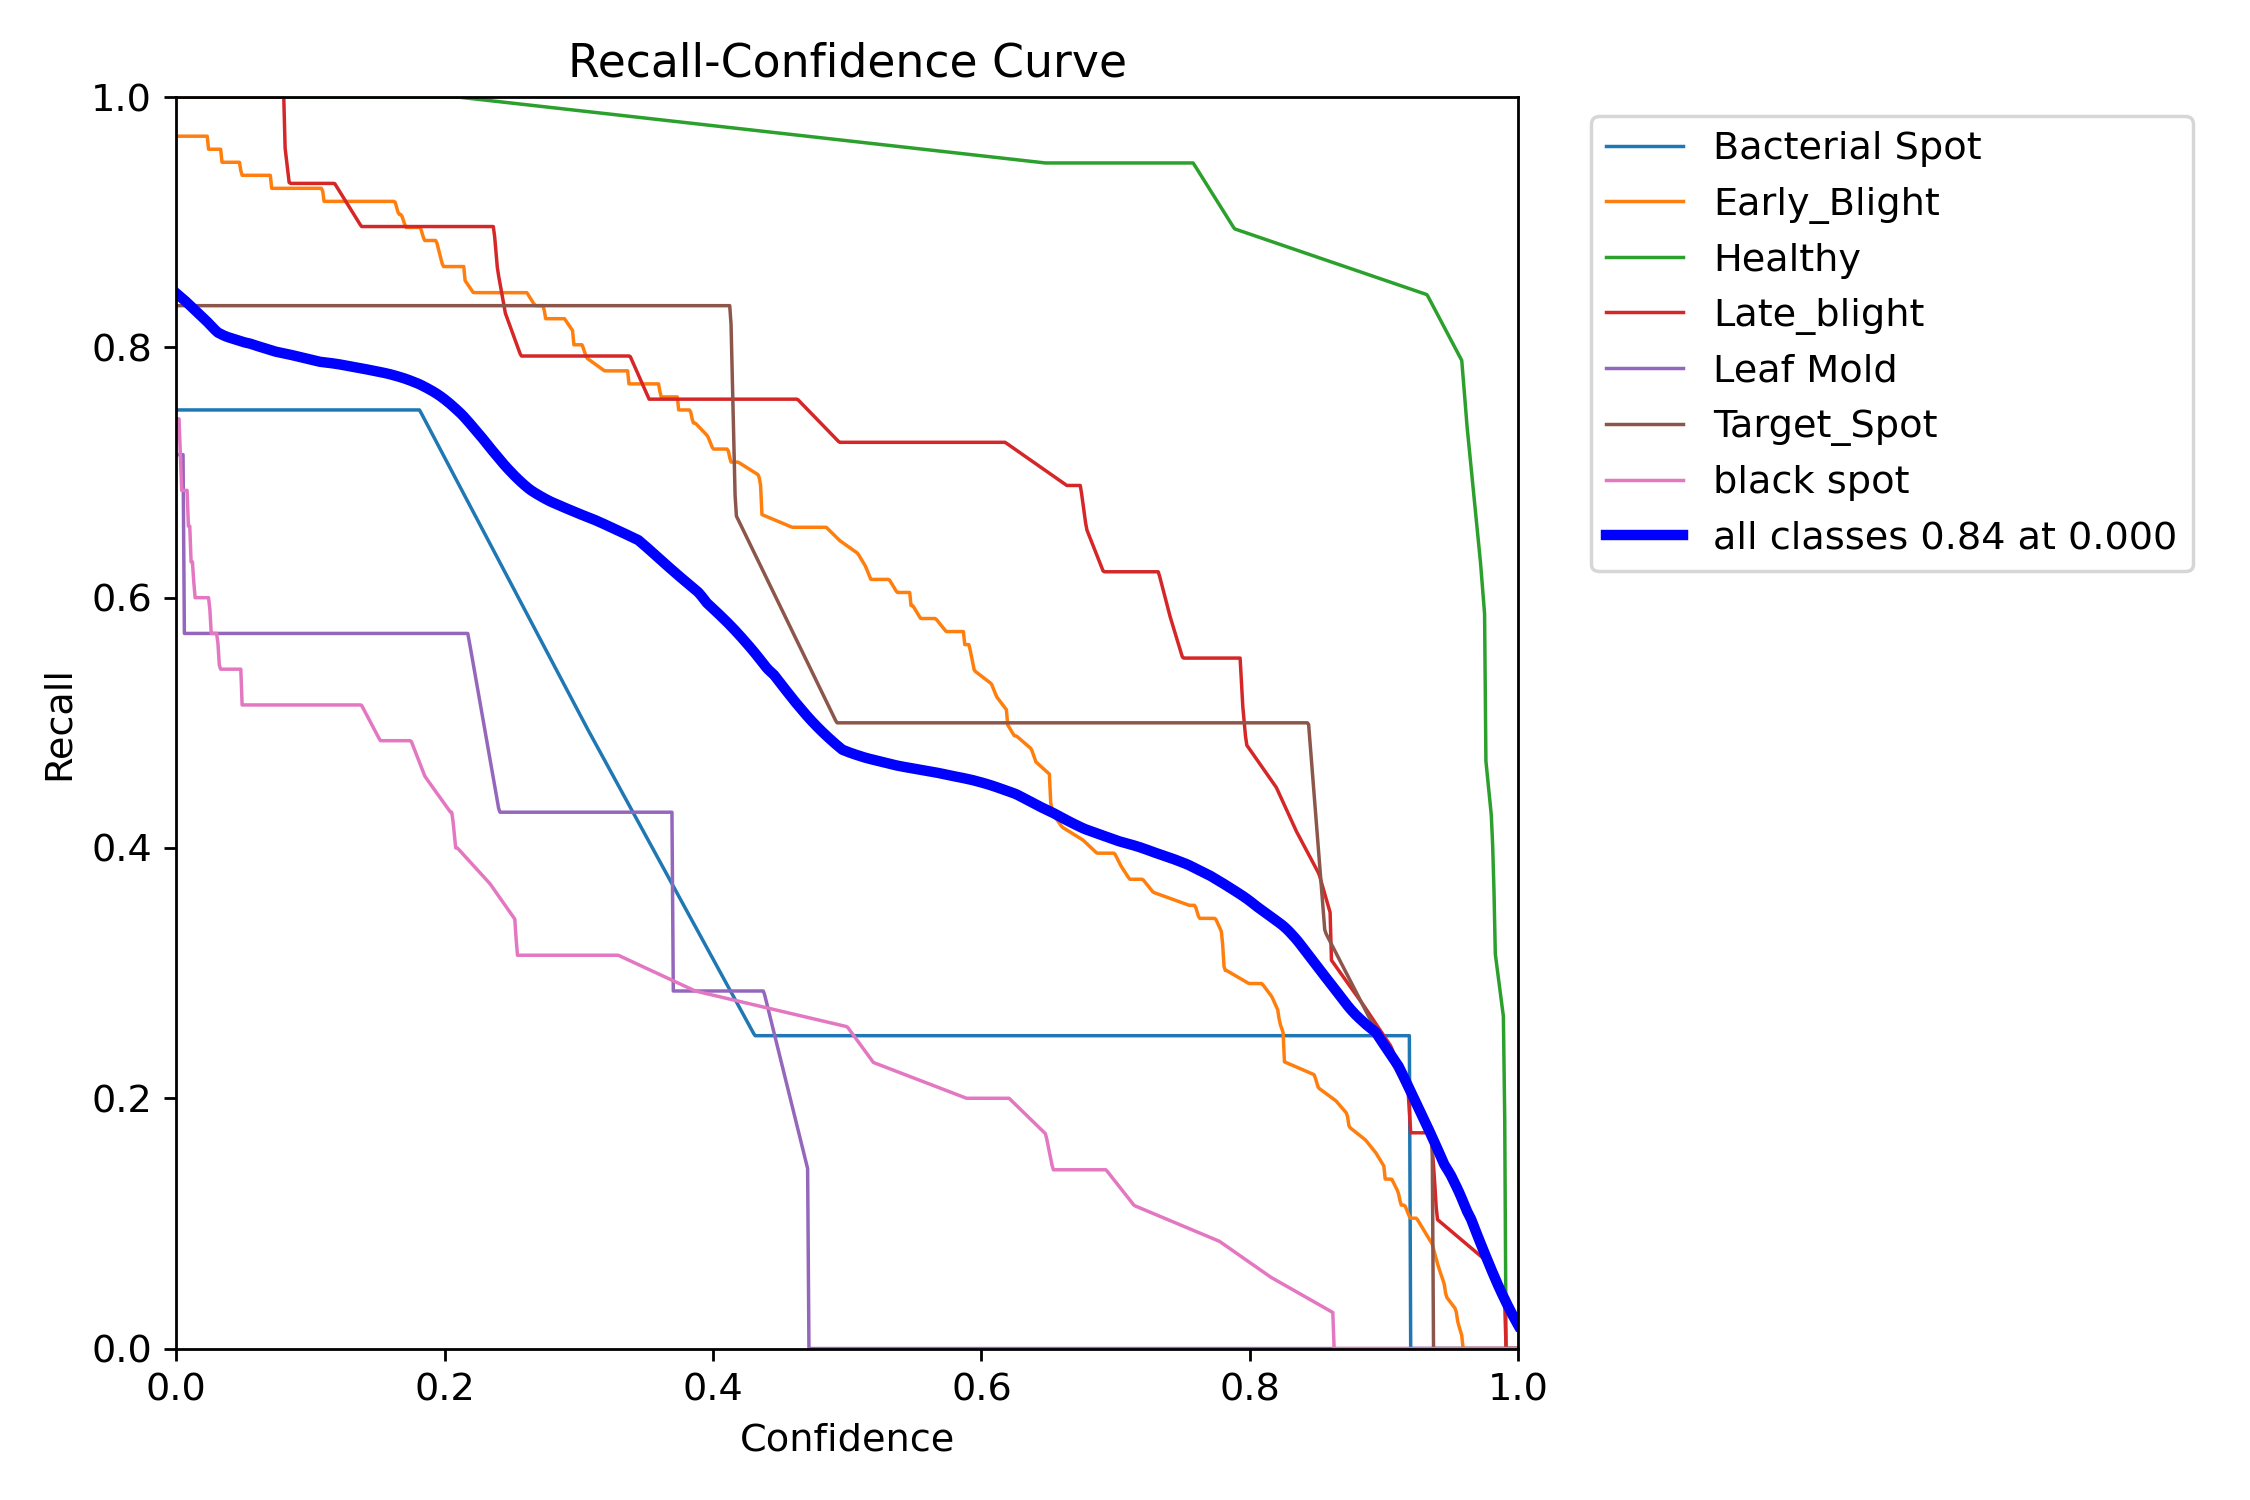 Recall-Confidence Curve
1.0
0.8
0.6
0.4
0.2
0.0
Recall
0.0 0.2 0.4 0.6 0.8 1.0
Confidence
Bacterial Spot
Early_Blight
Healthy
Late_blight
Leaf Mold
Target_Spot
black spot
all classes 0.84 at 0.000